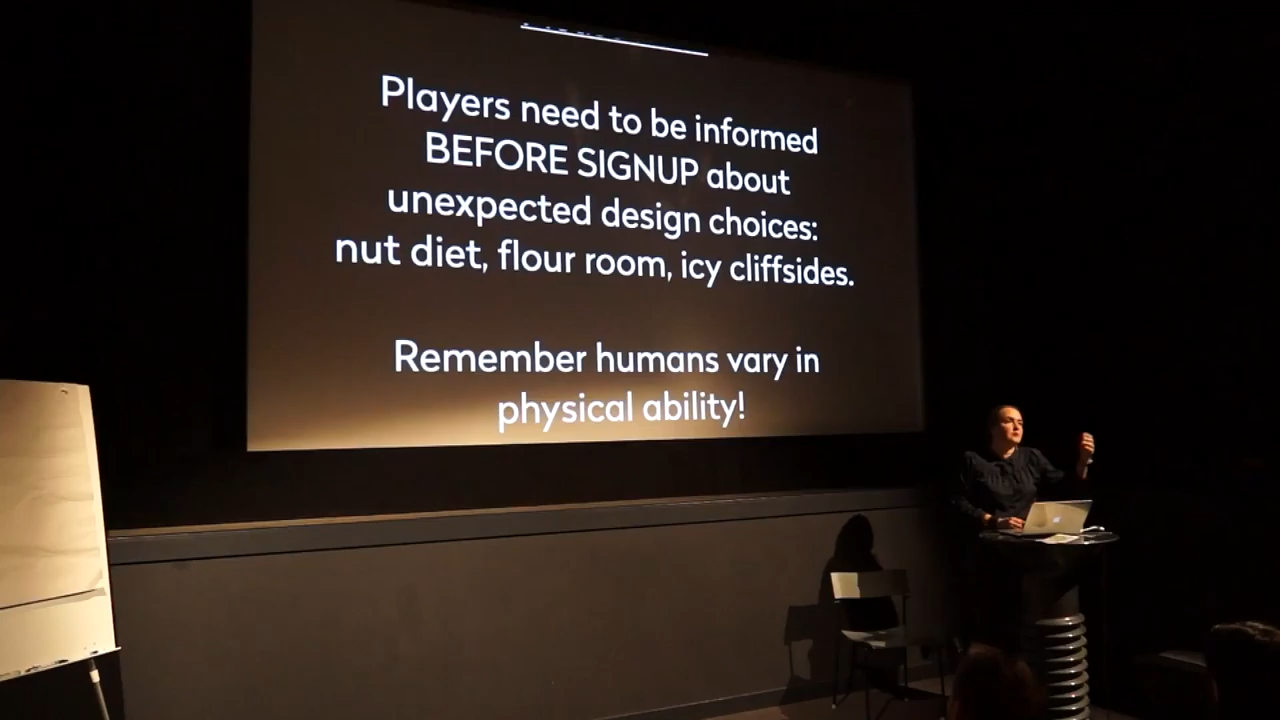 Players need to be informed
BEFORE SIGNUP about
unexpected design choices:
nut diet, flour room, icy cliffsides.
Remember humans vary in
physical ability!